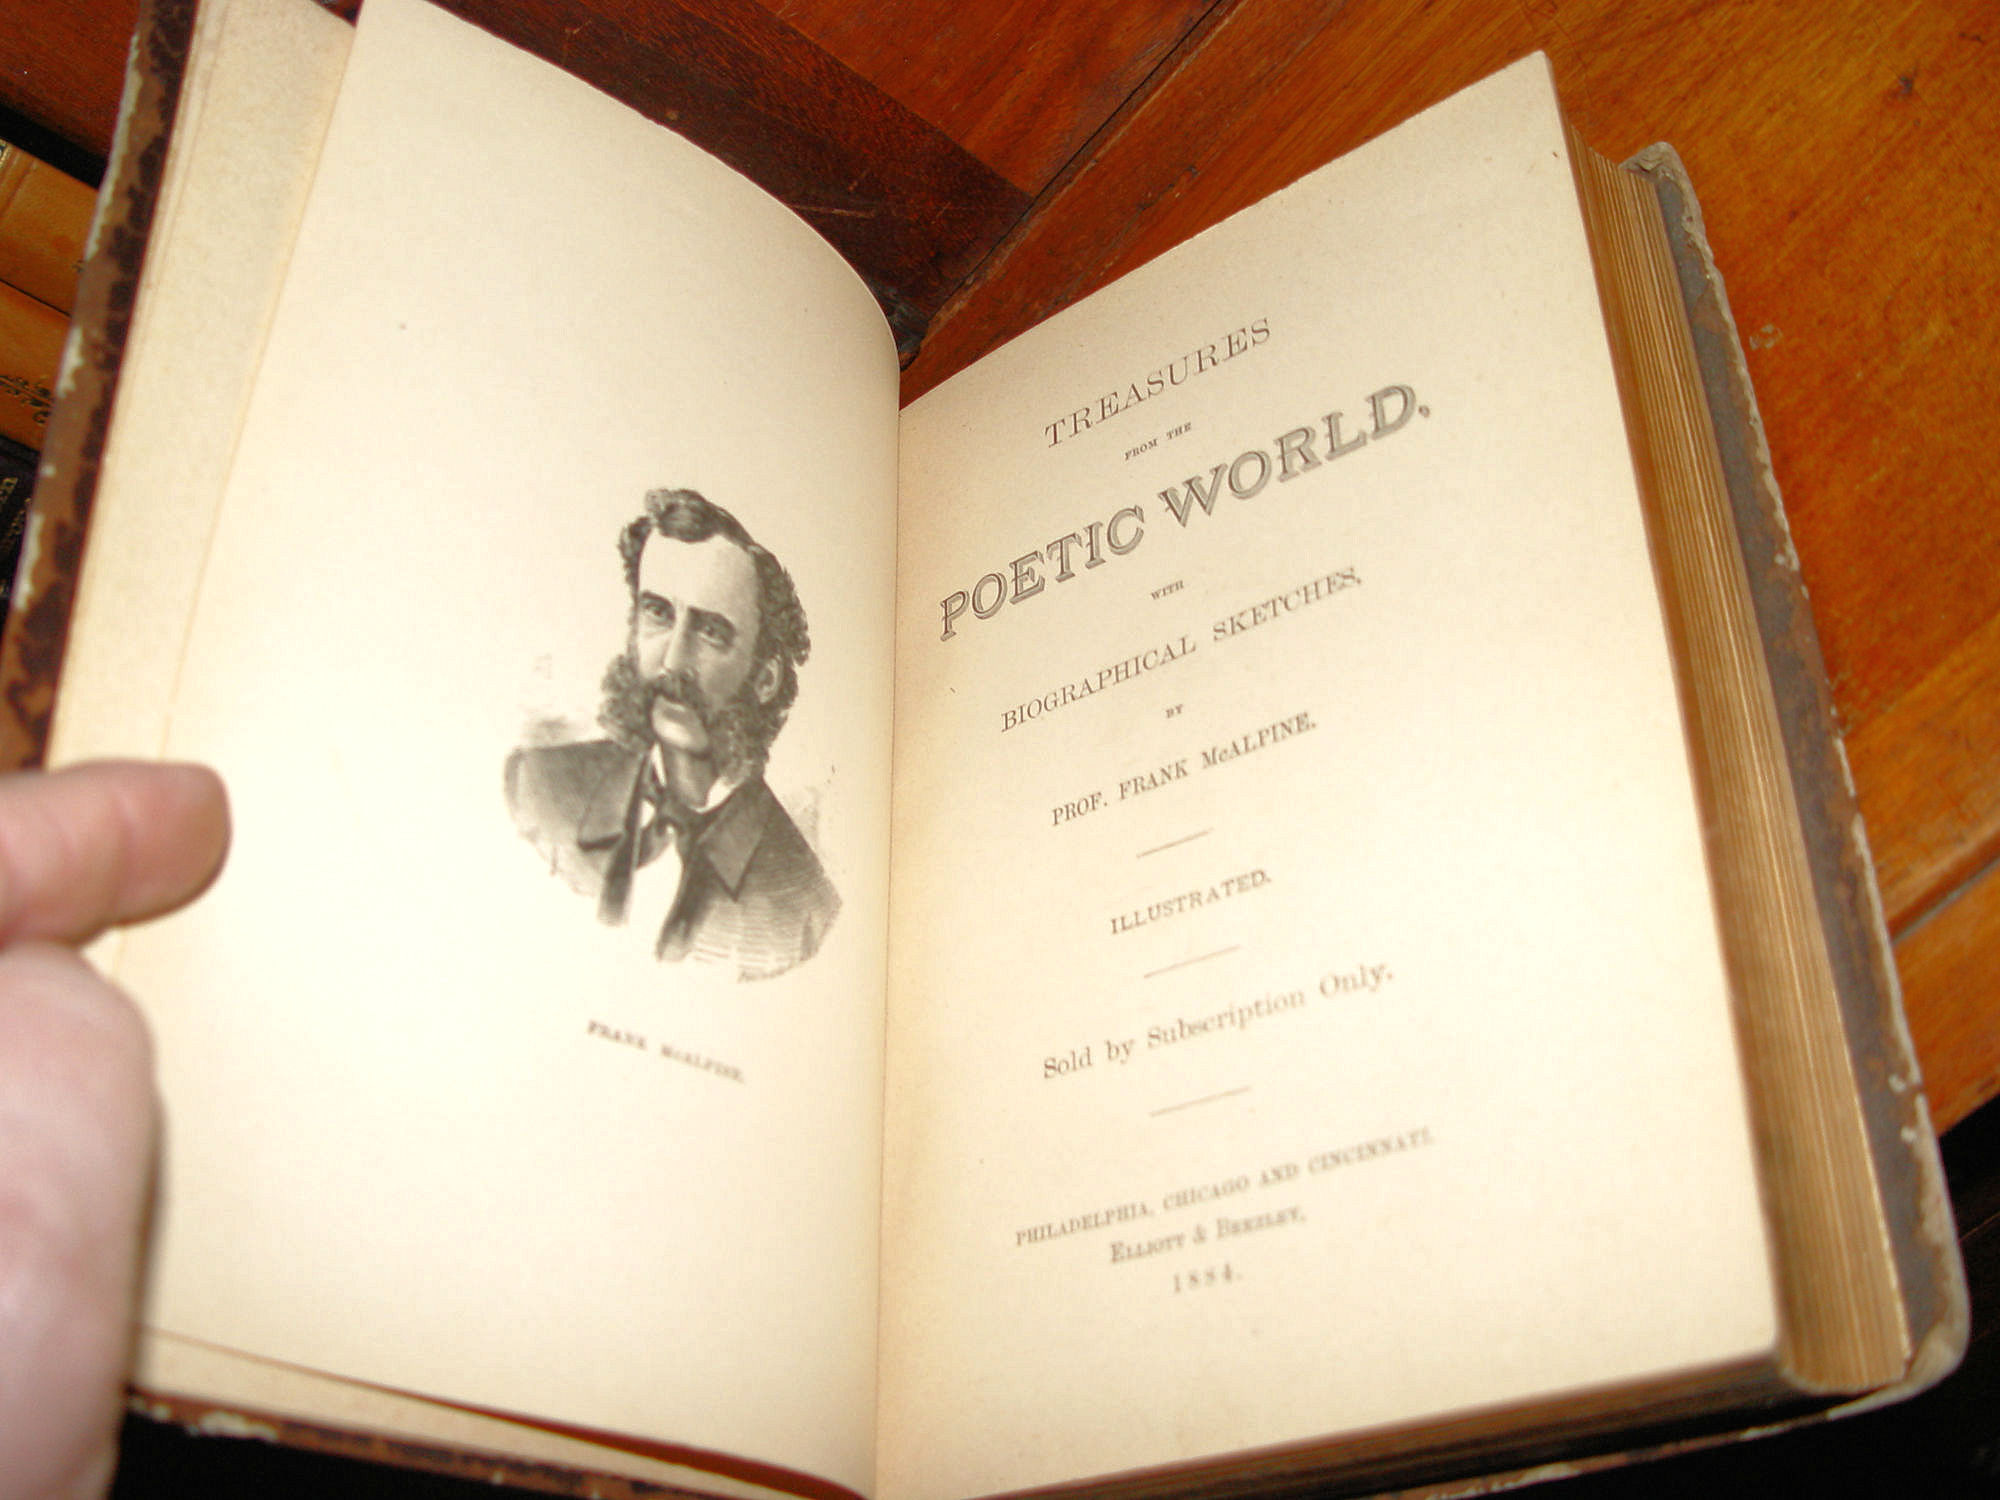 FRANK McALPINE.
TREASURES
FROM THE
POETIC WORLD.
WITH
BIOGRAPHICAL SKETCHES,
BY
PROF. FRANK McALPINE.
ILLUSTRATED.
Sold by Subscription Only.
PHILADELPHIA, CHICAGO AND CINCINNATI.
ELLIOTT & BEEZLEY,
1884.